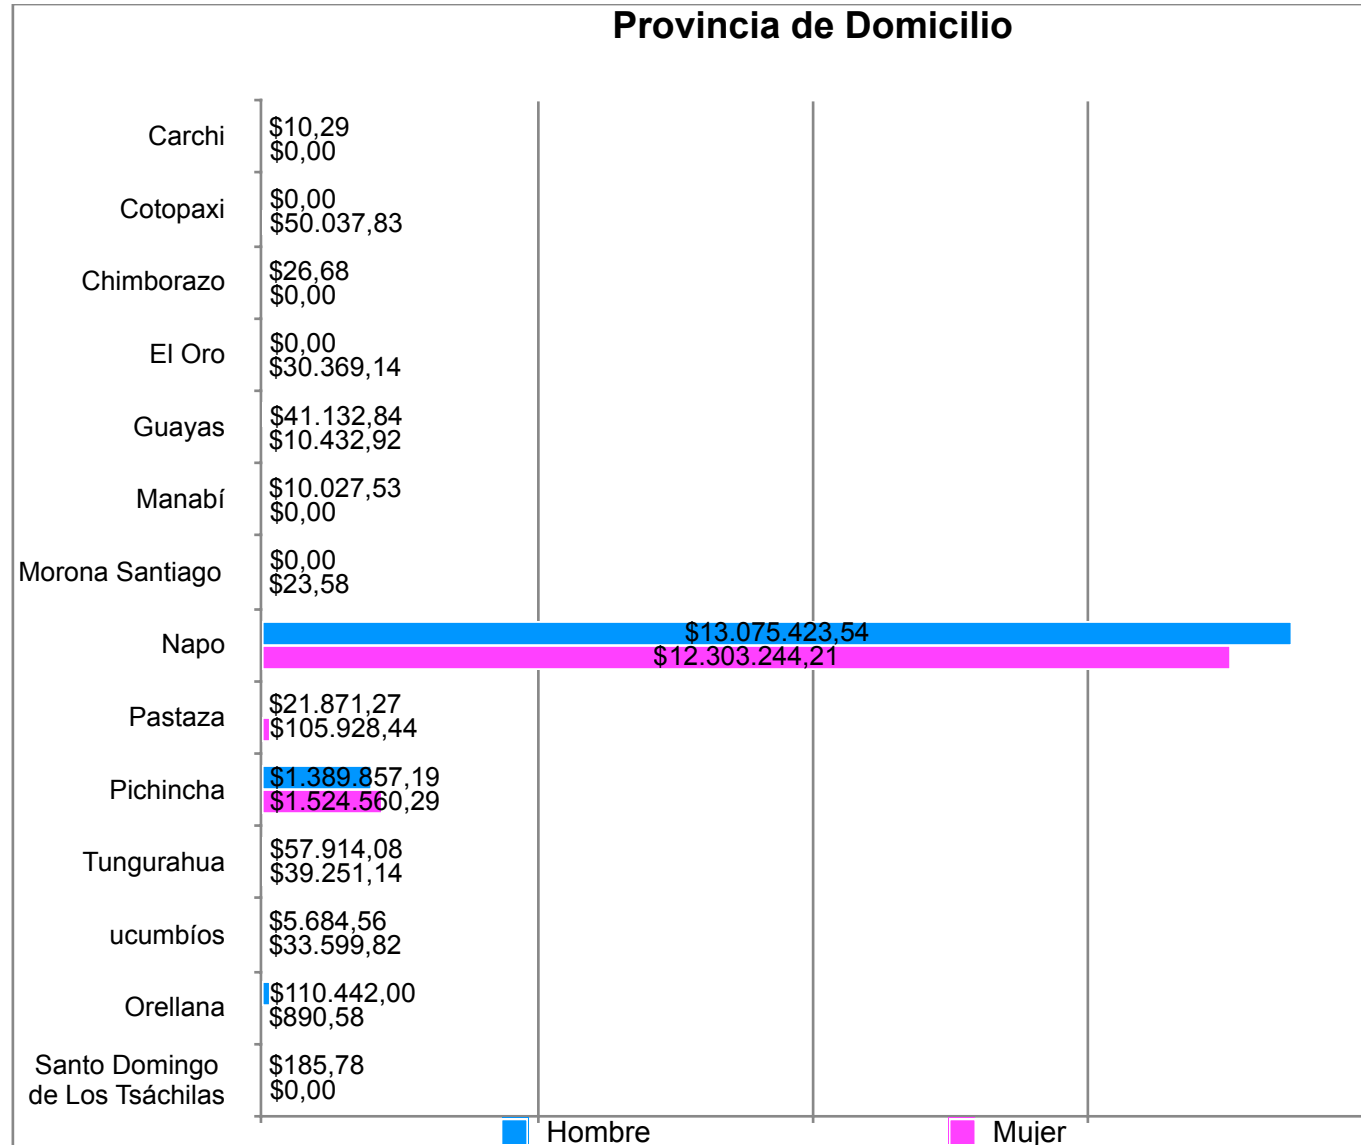 Provincia de Domicilio
Carchi
$10,29
$0,00
Cotopaxi
$0,00
$50.037,83
Chimborazo
$26,68
$0,00
El Oro
$0,00
$30.369,14
Guayas
$41.132,84
$10.432,92
Manabí
$10.027,53
$0,00
Morona Santiago
$0,00
$23,58
Napo
$13.075.423,54
$12.303.244,21
Pastaza
$21.871,27
$105.928,44
Pichincha
$1.389.857,19
$1.524.560,29
Tungurahua
$57.914,08
$39.251,14
ucumbíos
$5.684,56
$33.599,82
Orellana
$110.442,00
$890,58
Santo Domingo
de Los Tsáchilas
$185,78
$0,00
Hombre
Mujer